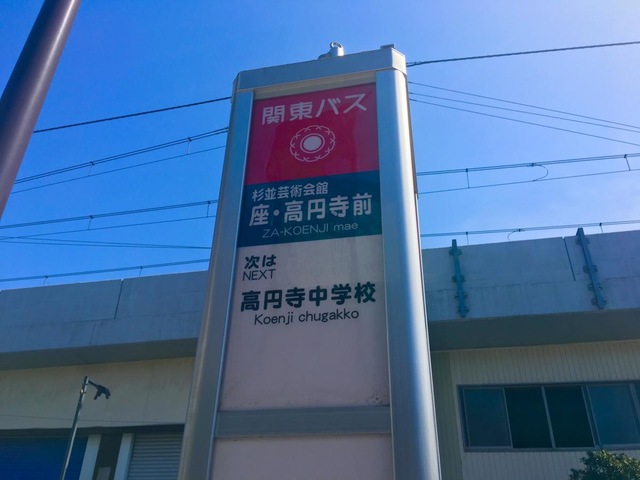 関東バス
杉並芸術会館
座・高円寺前
ZA-KOENJI mae
次は
NEXT
高円寺中学校
Koenji chugakko